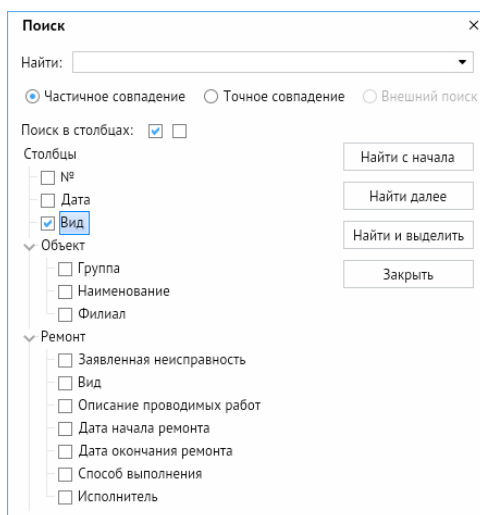 Поиск
Найти:
Частичное совпадение Точное совпадение Внешний поиск
Поиск в столбцах:
Столбцы
Найти с начала
№
Дата
Найти далее
Вид
Найти и выделить
Объект
Группа
Закрыть
Наименование
Филиал
Ремонт
Заявленная неисправность
Вид
Описание проводимых работ
Дата начала ремонта
Дата окончания ремонта
Способ выполнения
Исполнитель